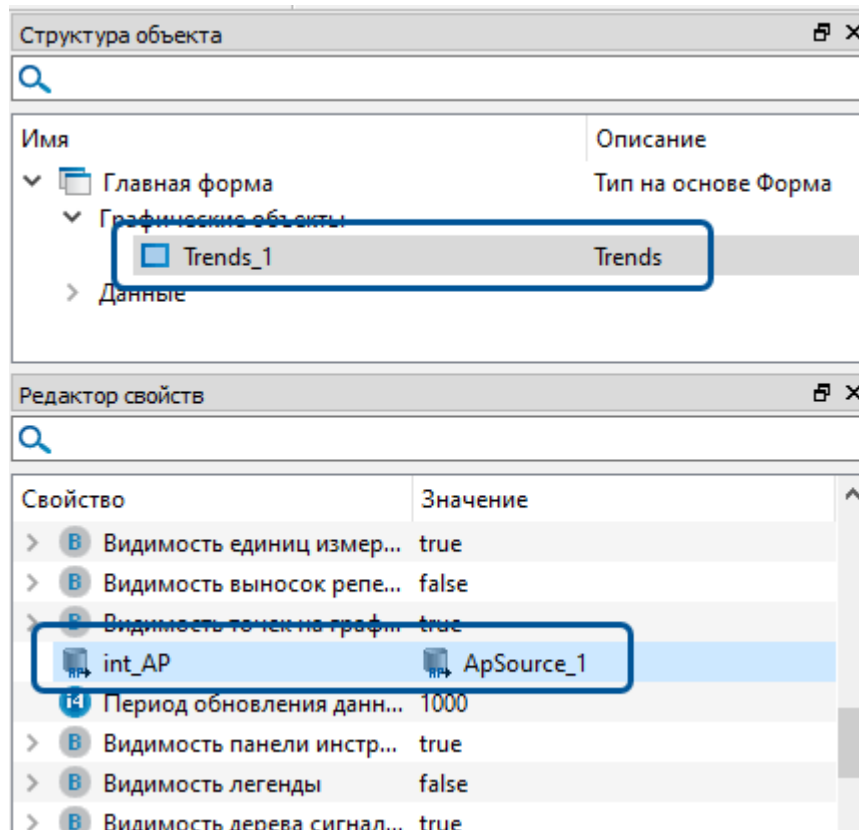 Структура объекта
Имя Описание
Главная форма Тип на основе Форма
Графические объекты
Trends_1 Trends
Данные
Редактор свойств
Свойство Значение
B Видимость единиц измер... true
B Видимость выносок репе... false
B Видимость точек на граф... true
int_AP ApSource_1
i4 Период обновления данн... 1000
B Видимость панели инстр... true
B Видимость легенды false
B Видимость дерева сигнал... true